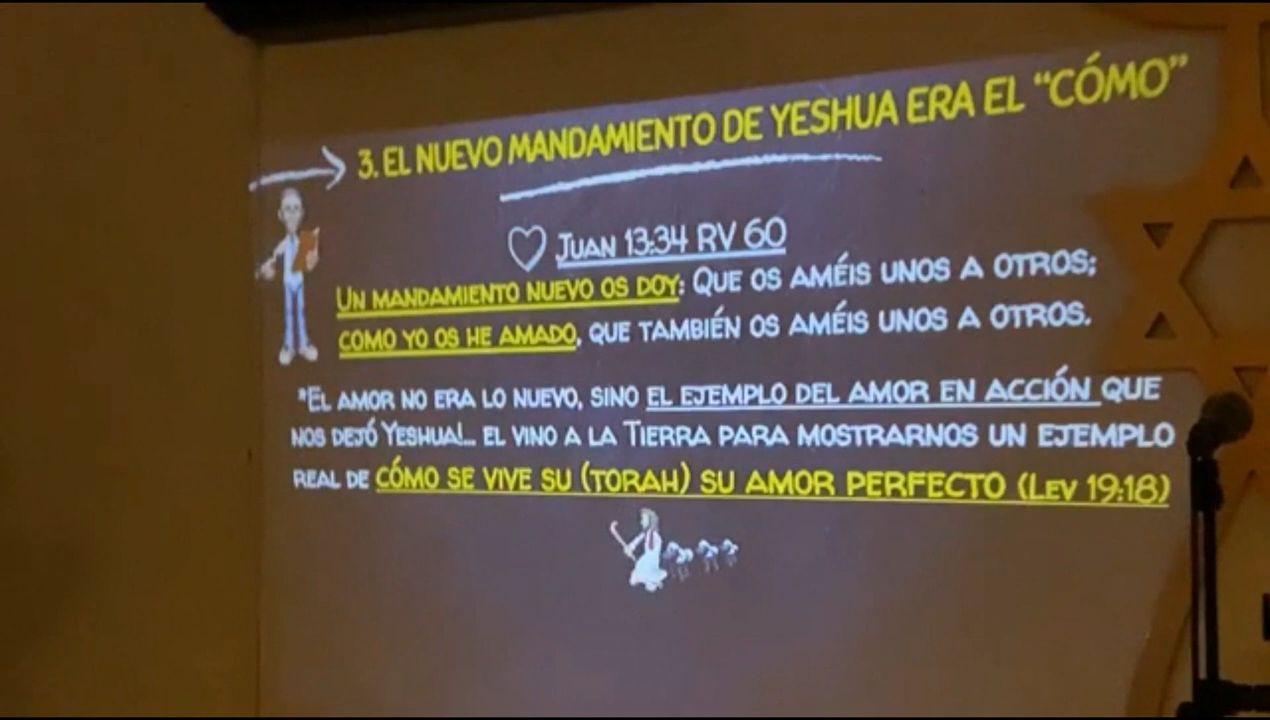 3. EL NUEVO MANDAMIENTO DE YESHUA ERA EL “CÓMO”
JUAN 13:34 RV 60
UN MANDAMIENTO NUEVO OS DOY: QUE OS AMÉIS UNOS A OTROS;
COMO YO OS HE AMADO, QUE TAMBIÉN OS AMÉIS UNOS A OTROS.
*EL AMOR NO ERA LO NUEVO, SINO EL EJEMPLO DEL AMOR EN ACCIÓN QUE
NOS DEJÓ YESHUA!... EL VINO A LA TIERRA PARA MOSTRARNOS UN EJEMPLO
REAL DE CÓMO SE VIVE SU (TORAH) SU AMOR PERFECTO (LEV 19:18)